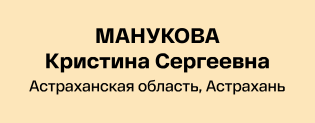 МАНУКОВА
Кристина Сергеевна
Астраханская область, Астрахань